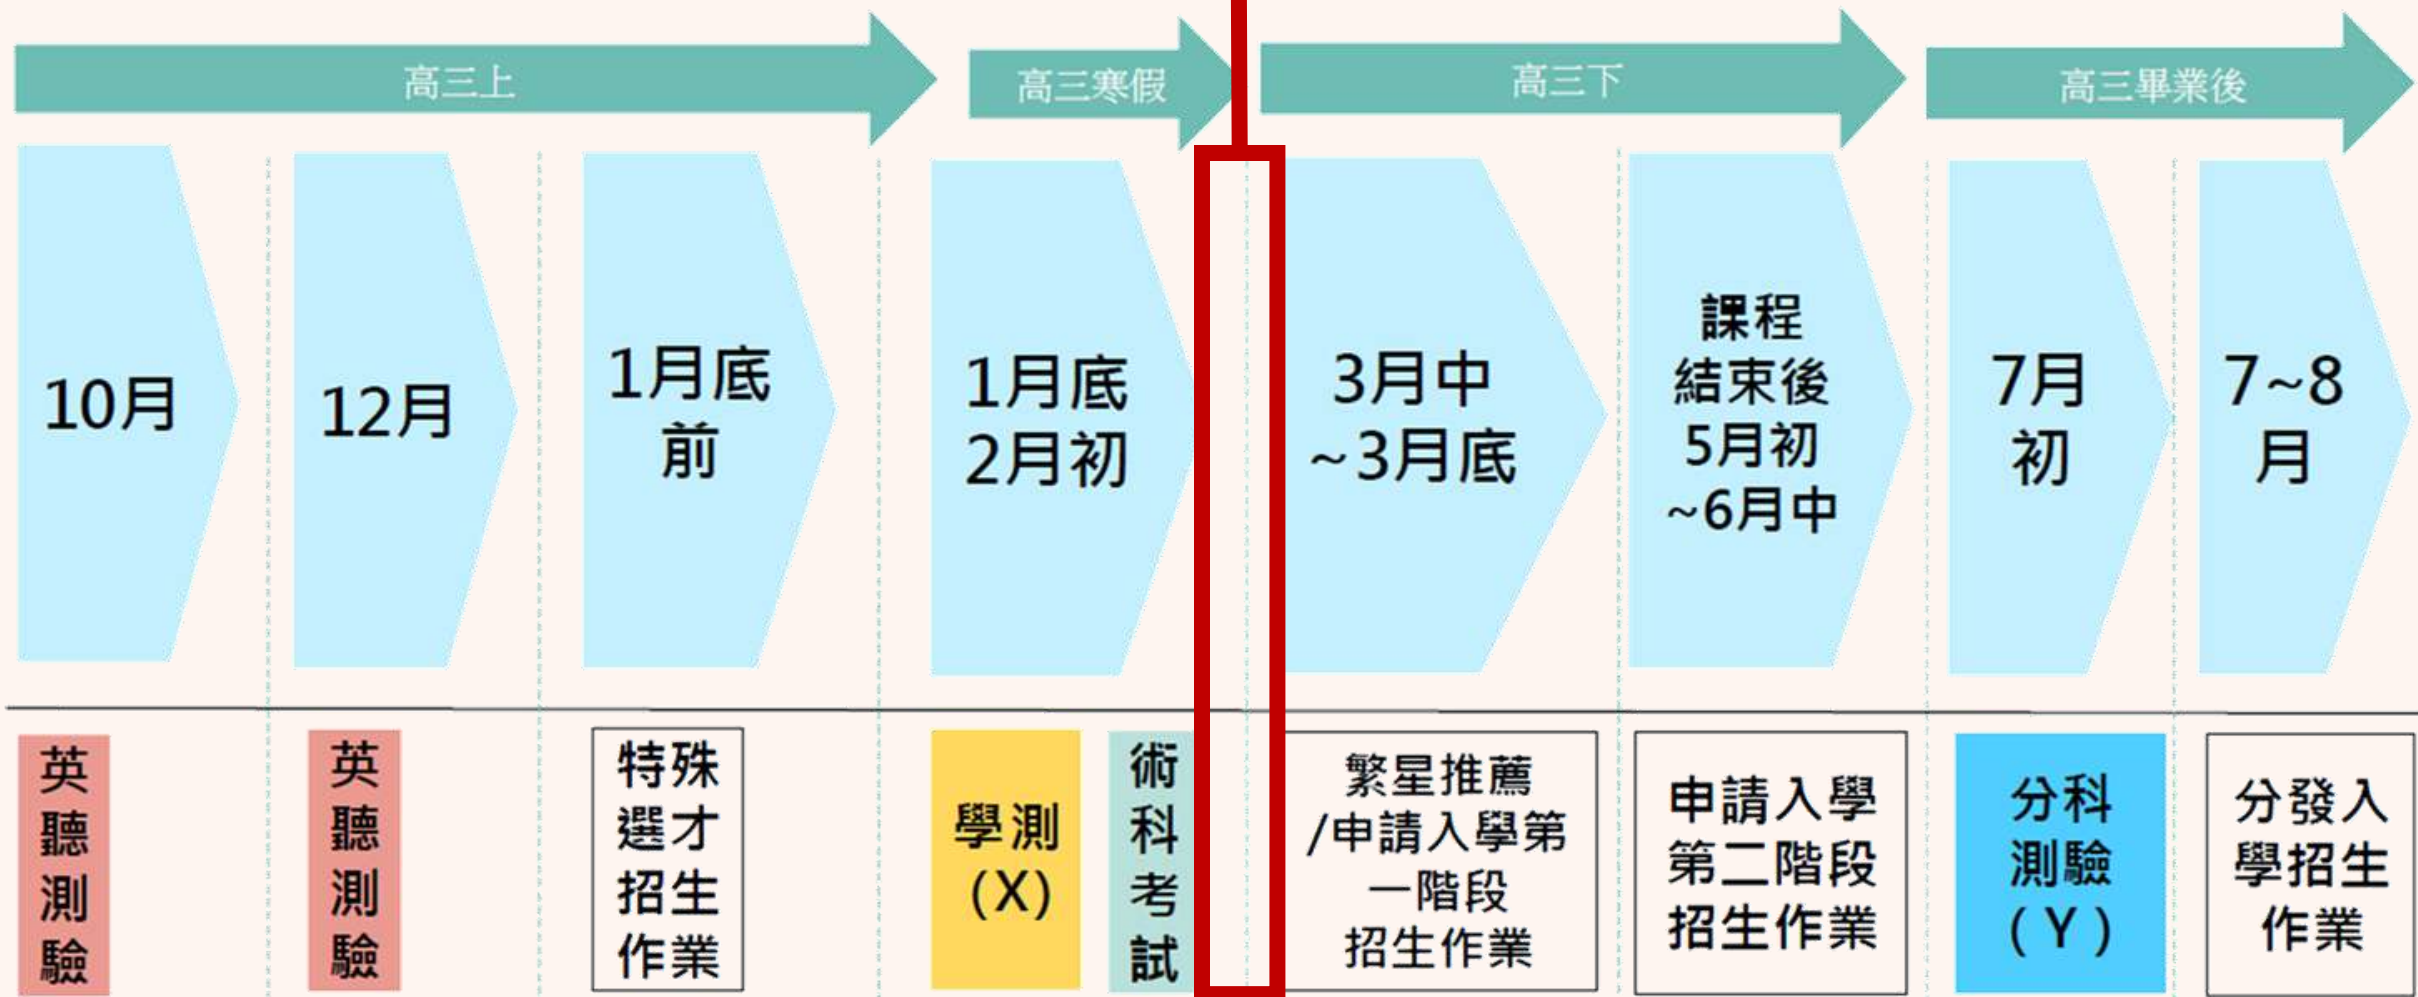 高三上
高三寒假
高三下
高三畢業後
10月
12月
1月底
前
1月底
2月初
3月中
~3月底
課程
結束後
5月初
~6月中
7月
初
7~8
月
英
聽
測
驗
英
聽
測
驗
特殊
選才
招生
作業
學測
(X)
術
科
考
試
繁星推薦
/申請入學第
一階段
招生作業
申請入學
第二階段
招生作業
分科
測驗
(Y)
分發入
學招生
作業